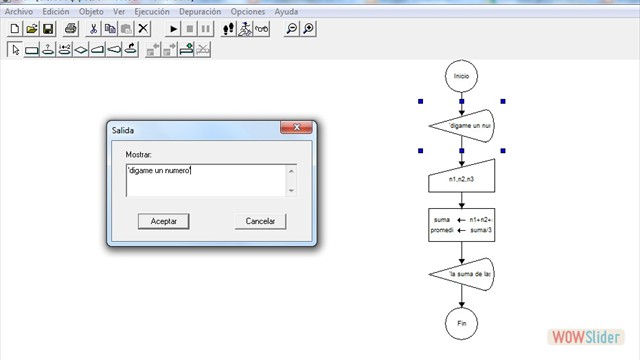 Archivo Edición Objeto Ver Ejecución Depuración Opciones Ayuda
Salida
Mostrar:
'digame un numero'
Aceptar
Cancelar
Inicio
'digame un nu
n1,n2,n3
suma ← n1+n2+
promedi ← suma/3
'la suma de las
Fin
WOWSlider